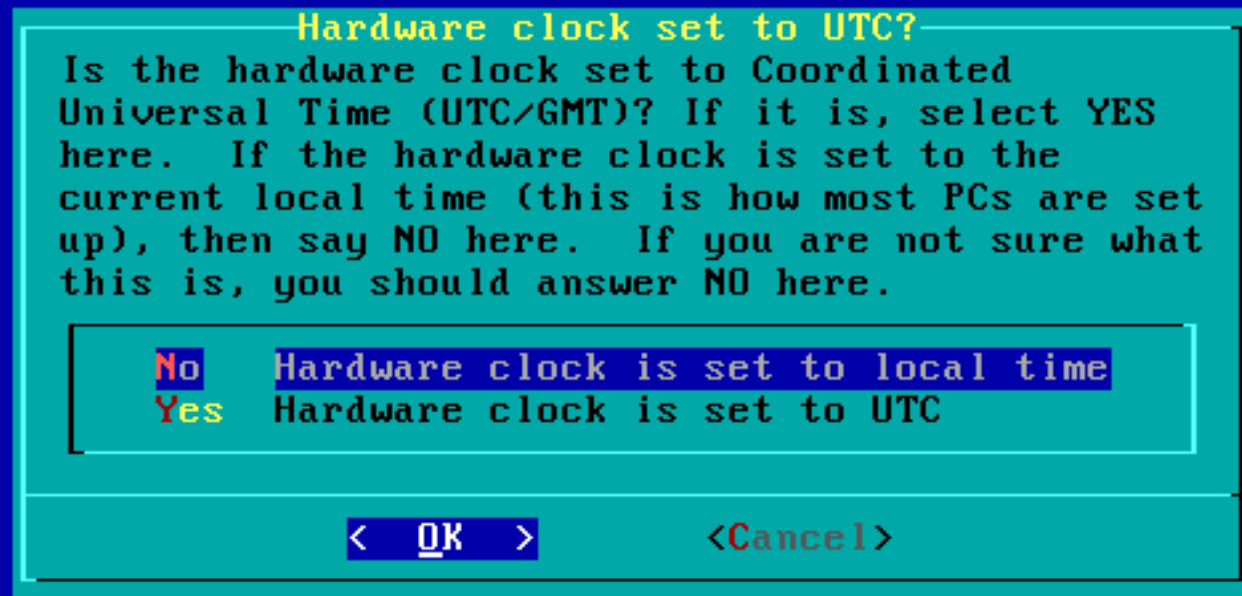 Hardware clock set to UTC?
Is the hardware clock set to Coordinated
Universal Time (UTC/GMT)? If it is, select YES
here.  If the hardware clock is set to the
current local time (this is how most PCs are set
up), then say NO here.  If you are not sure what
this is, you should answer NO here.
No   Hardware clock is set to local time
Yes  Hardware clock is set to UTC
<  OK  >        <Cancel>